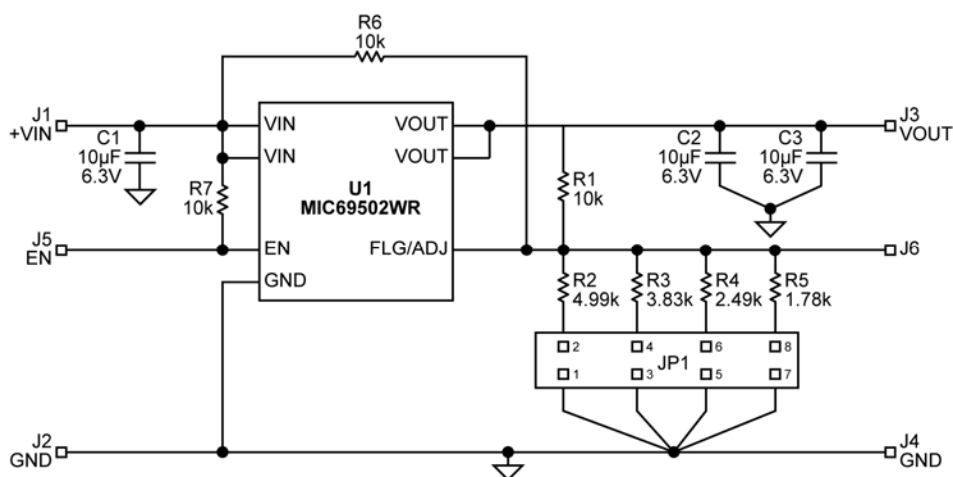 R6
10k
J1
+VIN
C1
10µF
6.3V
VIN
VIN
R7
10k
J5
EN
EN
GND
U1
MIC69502WR
VOUT
VOUT
FLG/ADJ
R1
10k
C2
10µF
6.3V
C3
10µF
6.3V
J3
VOUT
J6
R2
4.99k
R3
3.83k
R4
2.49k
R5
1.78k
2 4 6 8
JP1
1 3 5 7
J2
GND
J4
GND